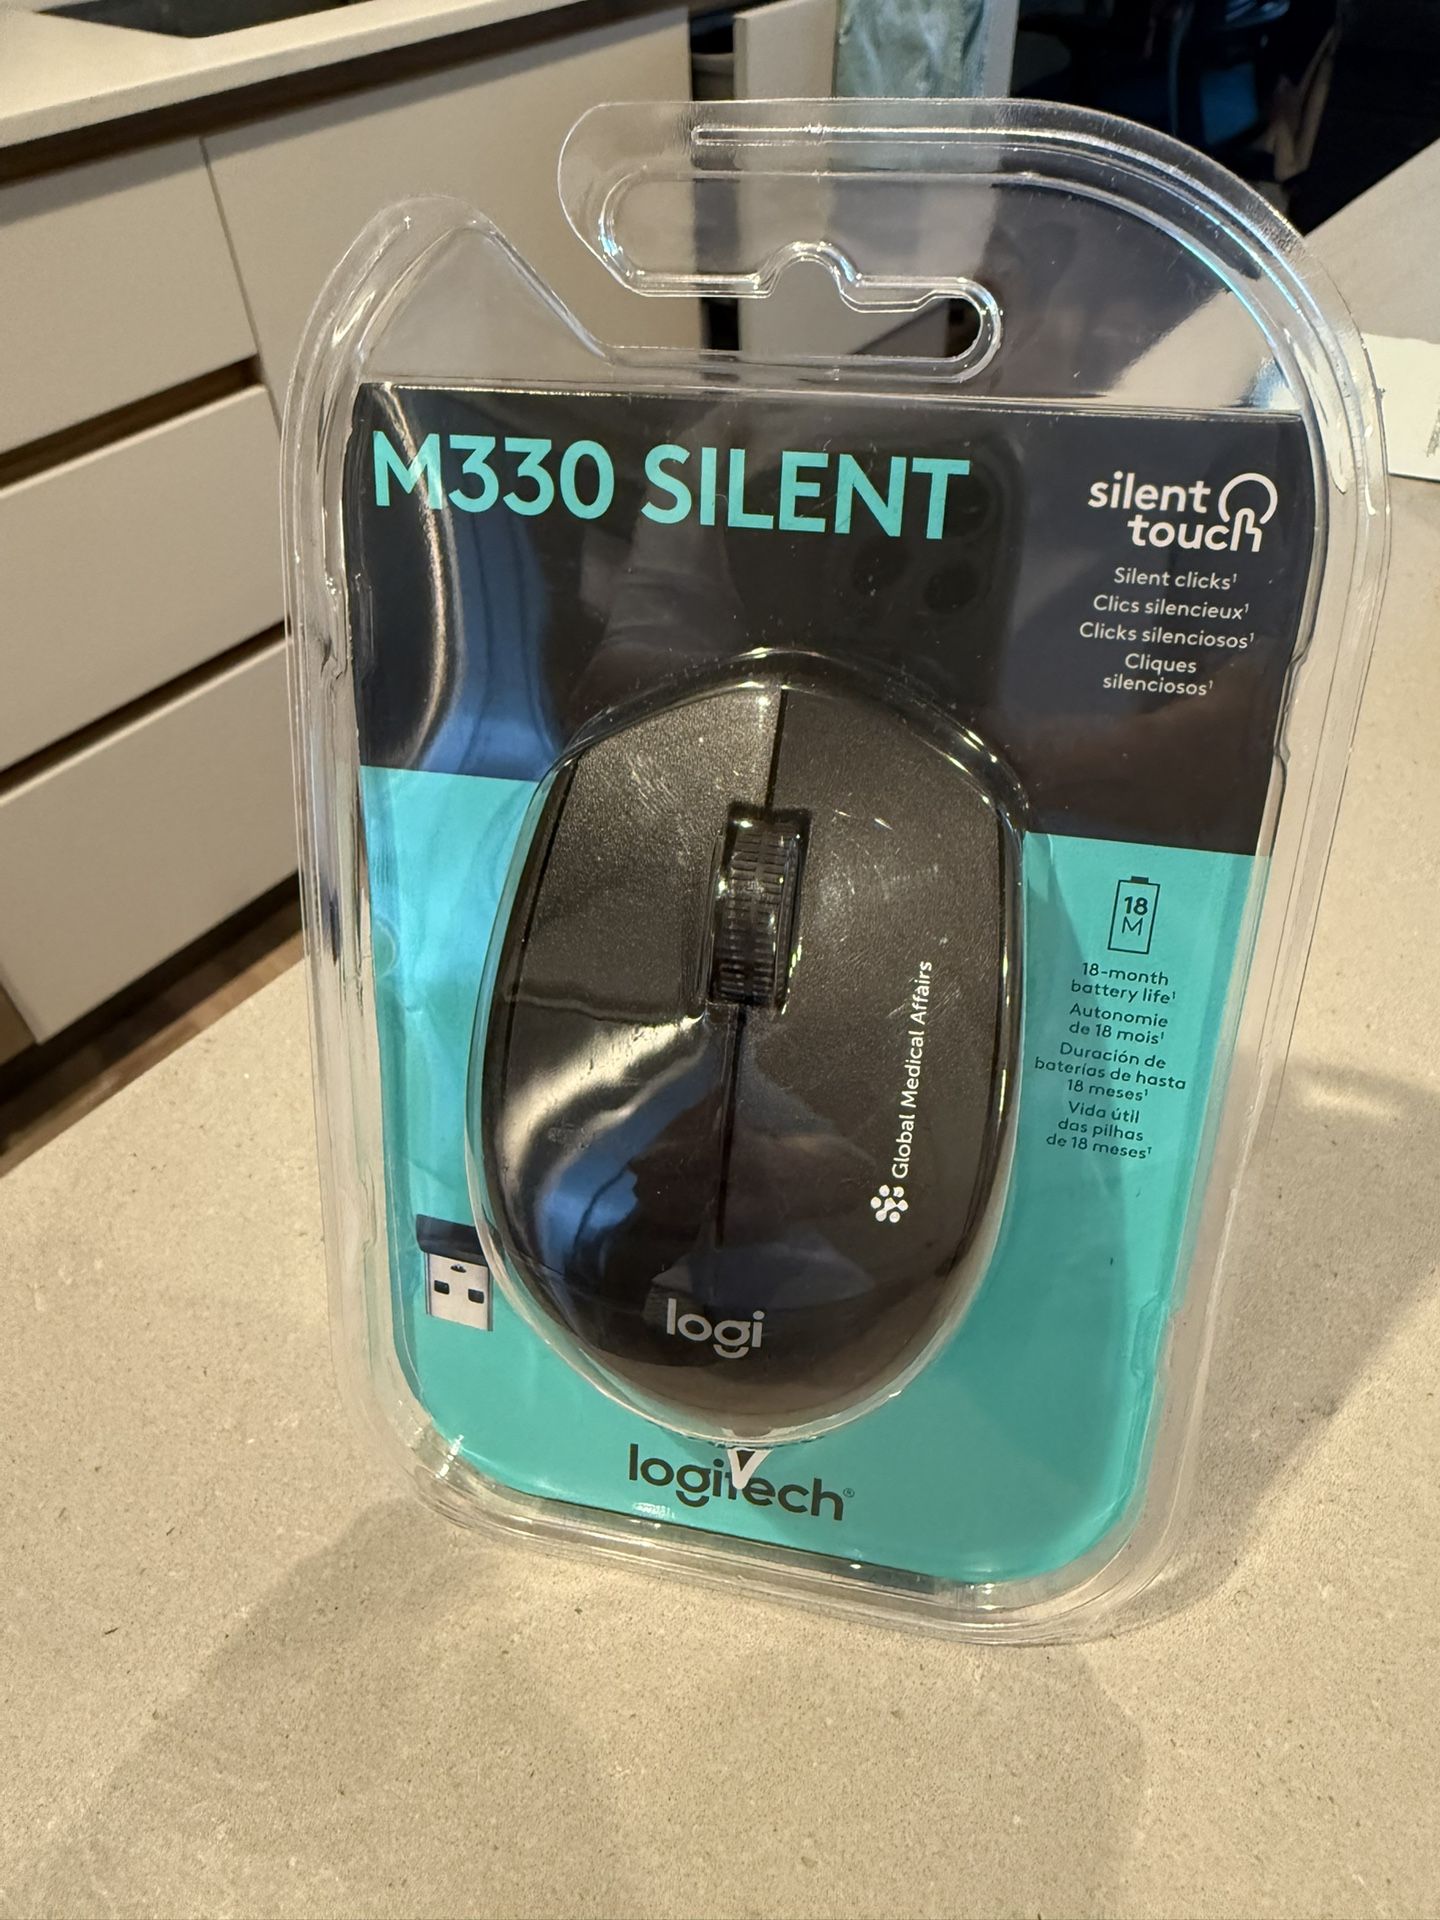 M330 SILENT
silent
touch
Silent clicks¹
Clics silencieux¹
Clicks silenciosos¹
Cliques
silenciosos¹
18
M
18-month
battery life¹
Autonomie
de 18 mois¹
Duración de
baterías de hasta
18 meses¹
Vida útil
das pilhas
de 18 meses¹
Global Medical Affairs
logi
logitech®